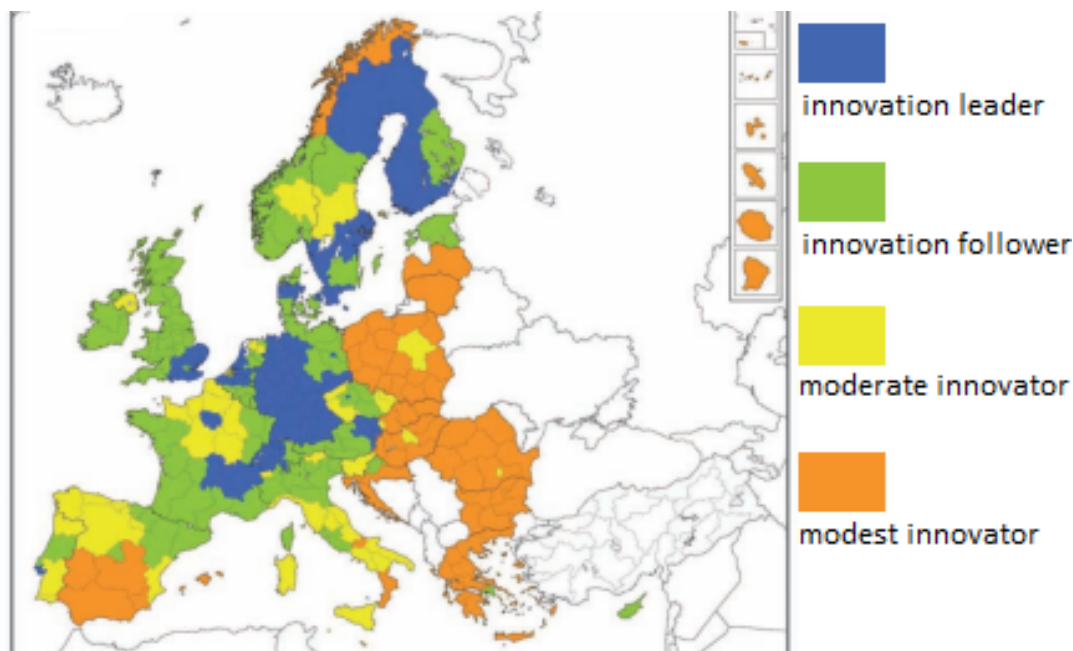 innovation leader
innovation follower
moderate innovator
modest innovator